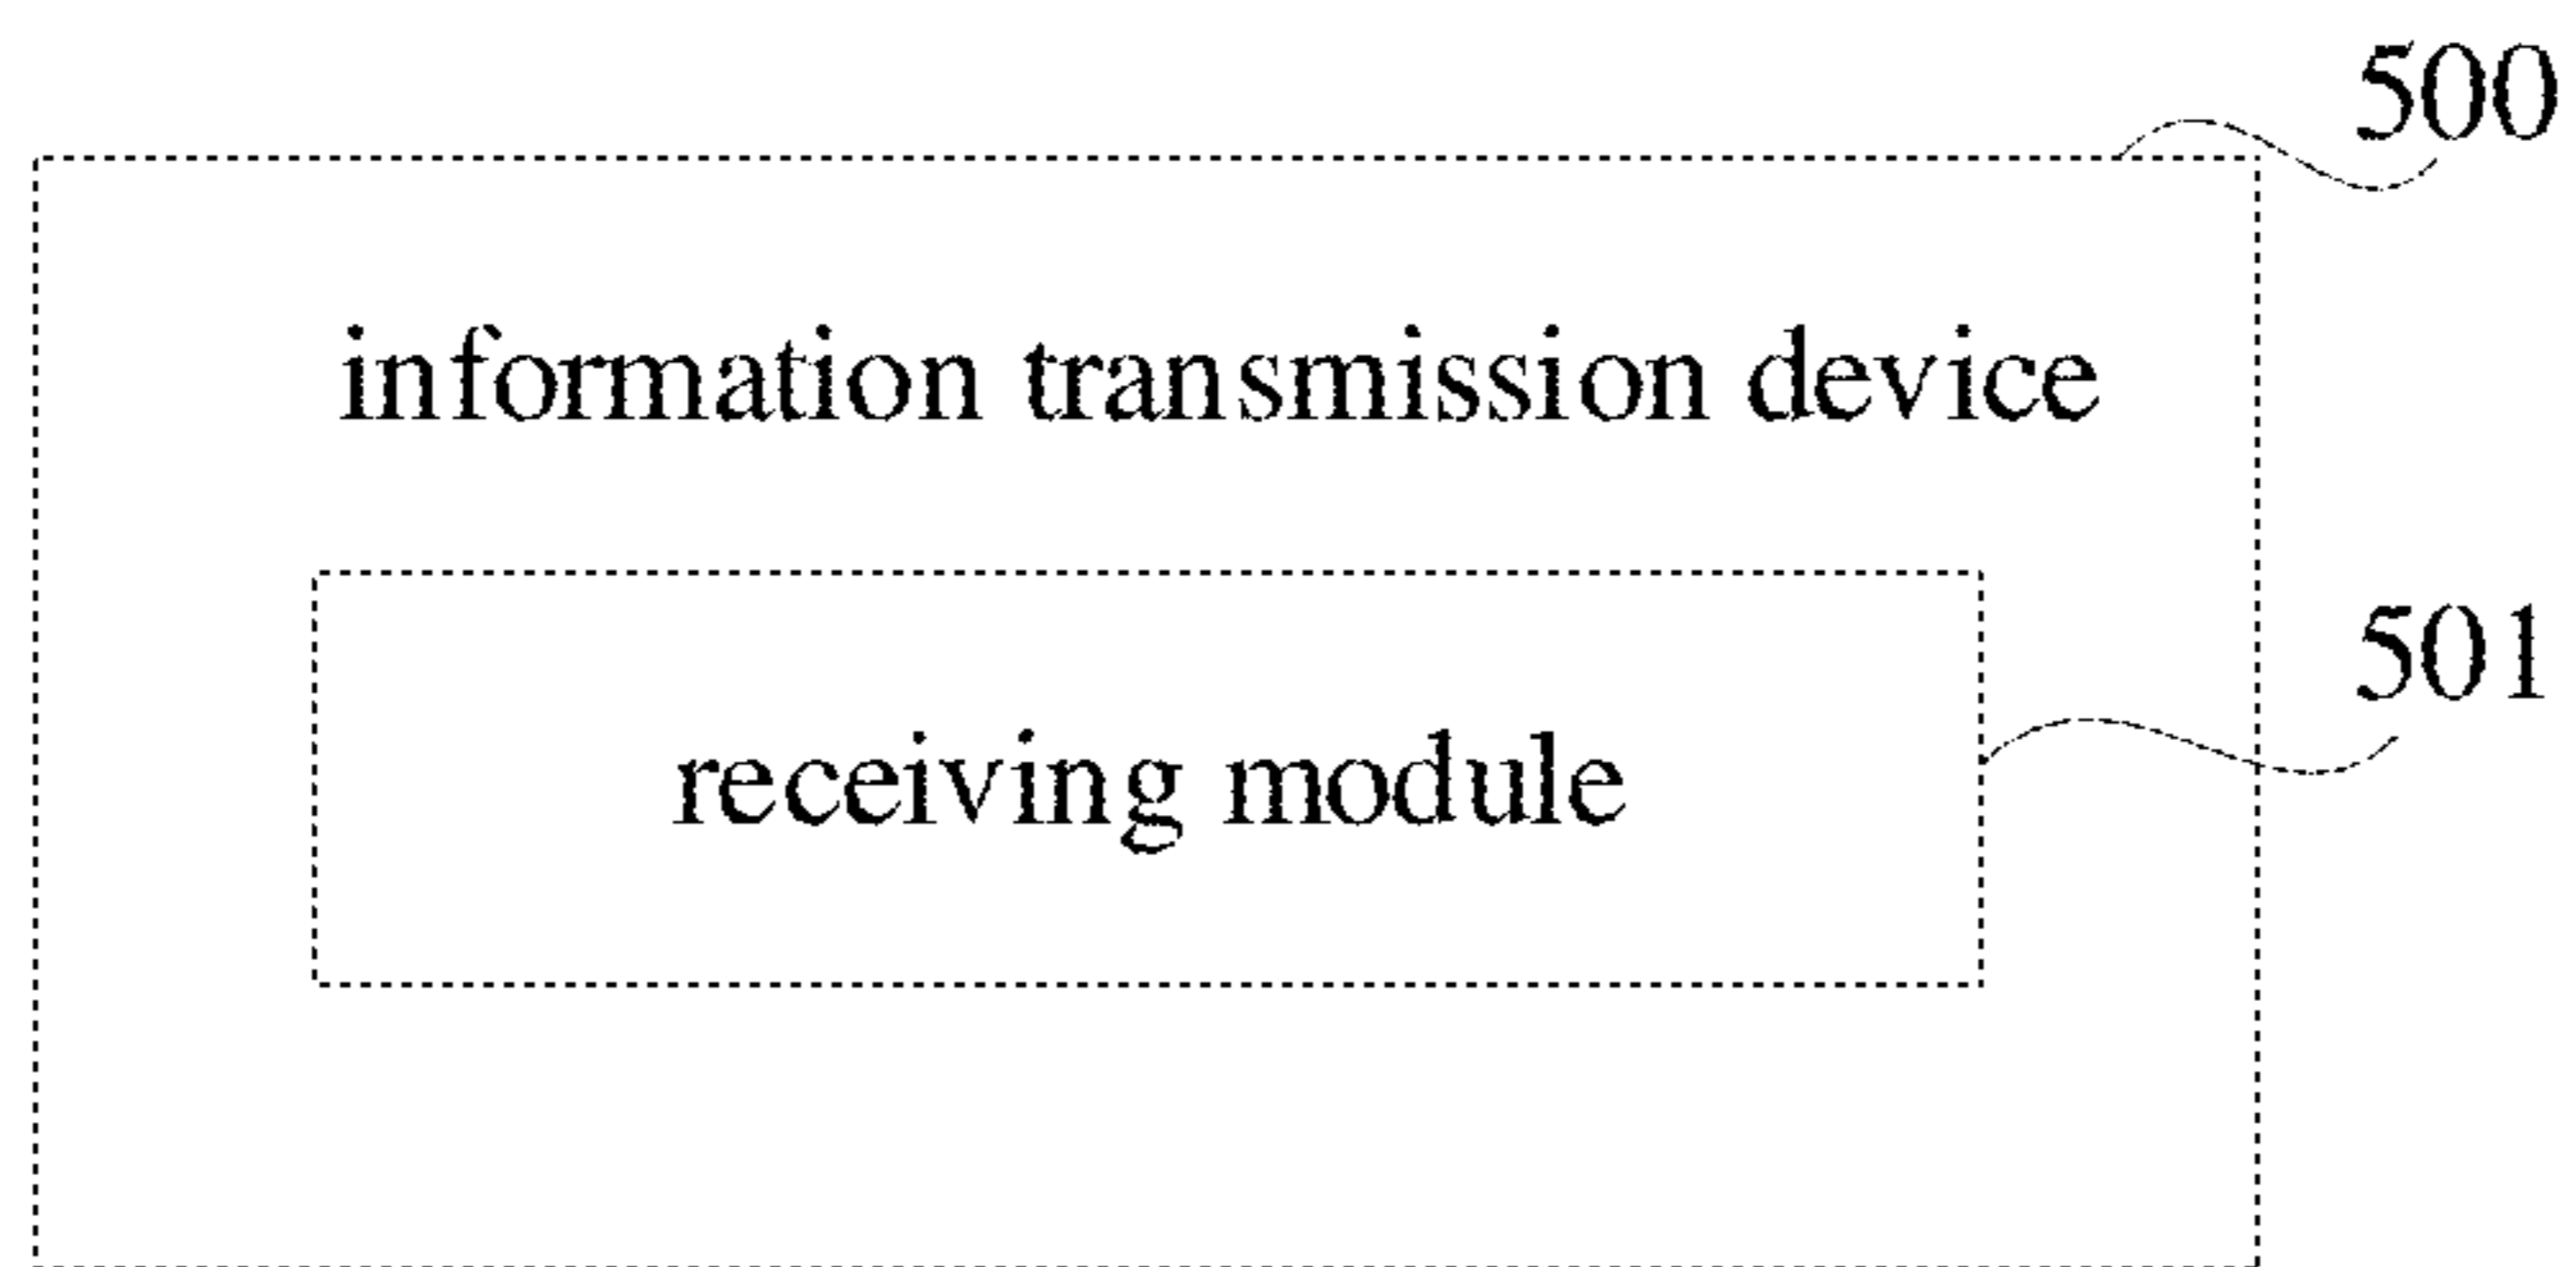 500
information transmission device
501
receiving module